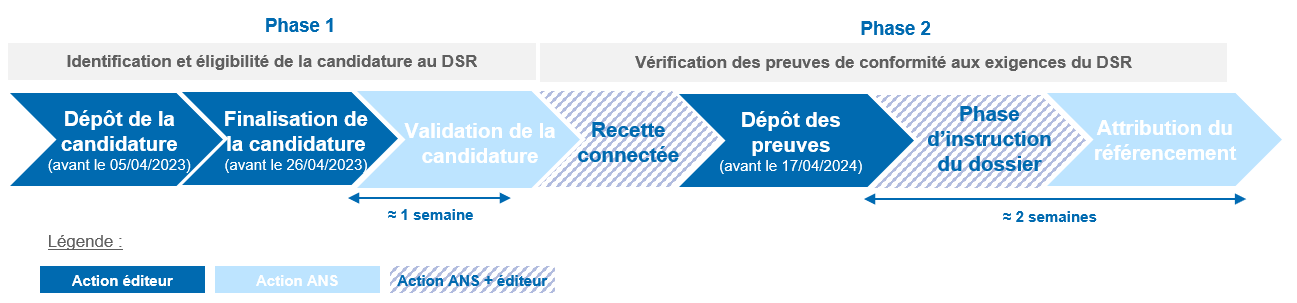 Phase 1
Phase 2
Identification et éligibilité de la candidature au DSR
Vérification des preuves de conformité aux exigences du DSR
Dépôt de la
candidature
(avant le 05/04/2023)
Finalisation de
la candidature
(avant le 26/04/2023)
Validation de la
candidature
Recette
connectée
Dépôt des
preuves
(avant le 17/04/2024)
Phase
d’instruction
du dossier
Attribution du
référencement
≈ 1 semaine
≈ 2 semaines
Légende :
Action éditeur
Action ANS
Action ANS + éditeur